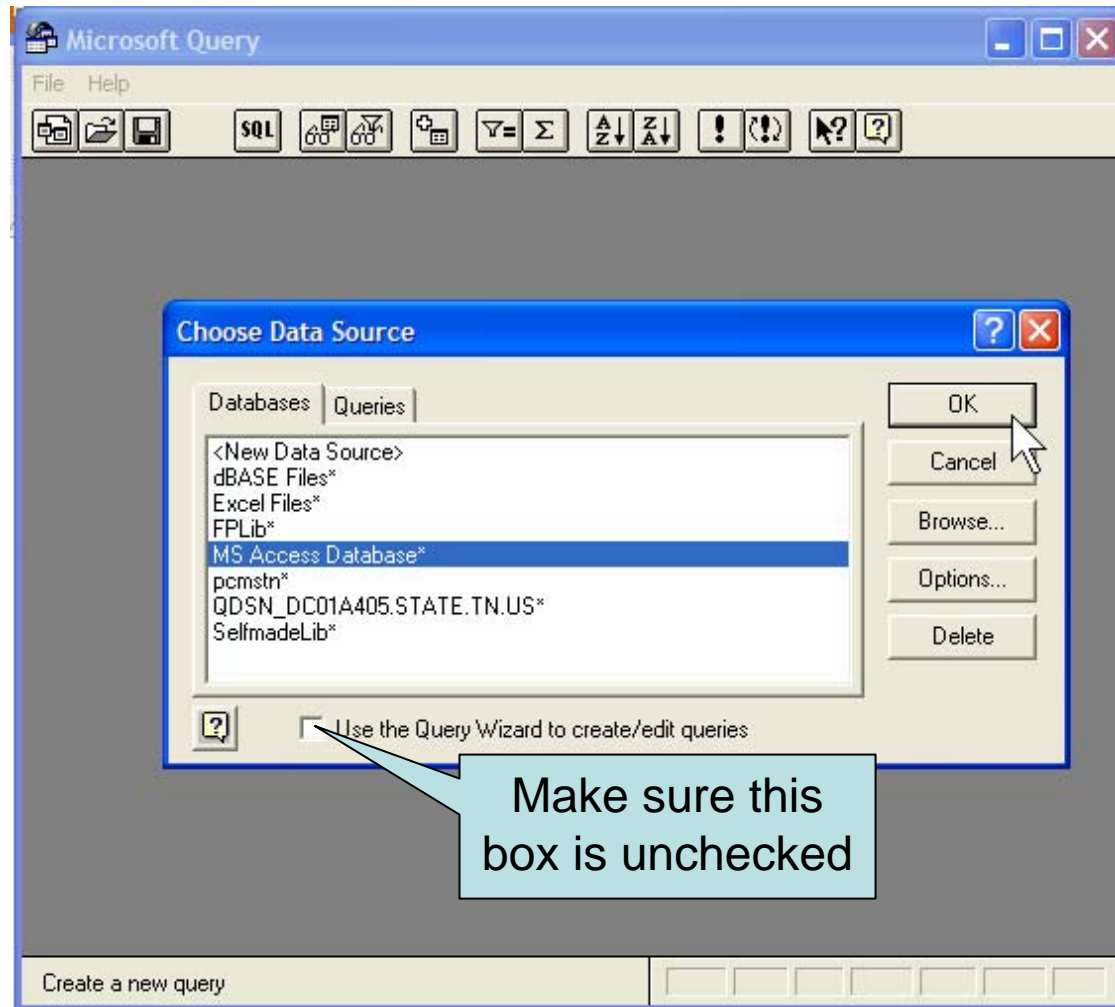 Microsoft Query
File Help
SQL
Choose Data Source
Databases Queries
<New Data Source>
dBASE Files*
Excel Files*
FPLib*
MS Access Database*
pcmstn*
QDSN_DC01A405.STATE.TN.US*
SelfmadeLib*
OK
Cancel
Browse...
Options...
Delete
Use the Query Wizard to create/edit queries
Make sure this
box is unchecked
Create a new query